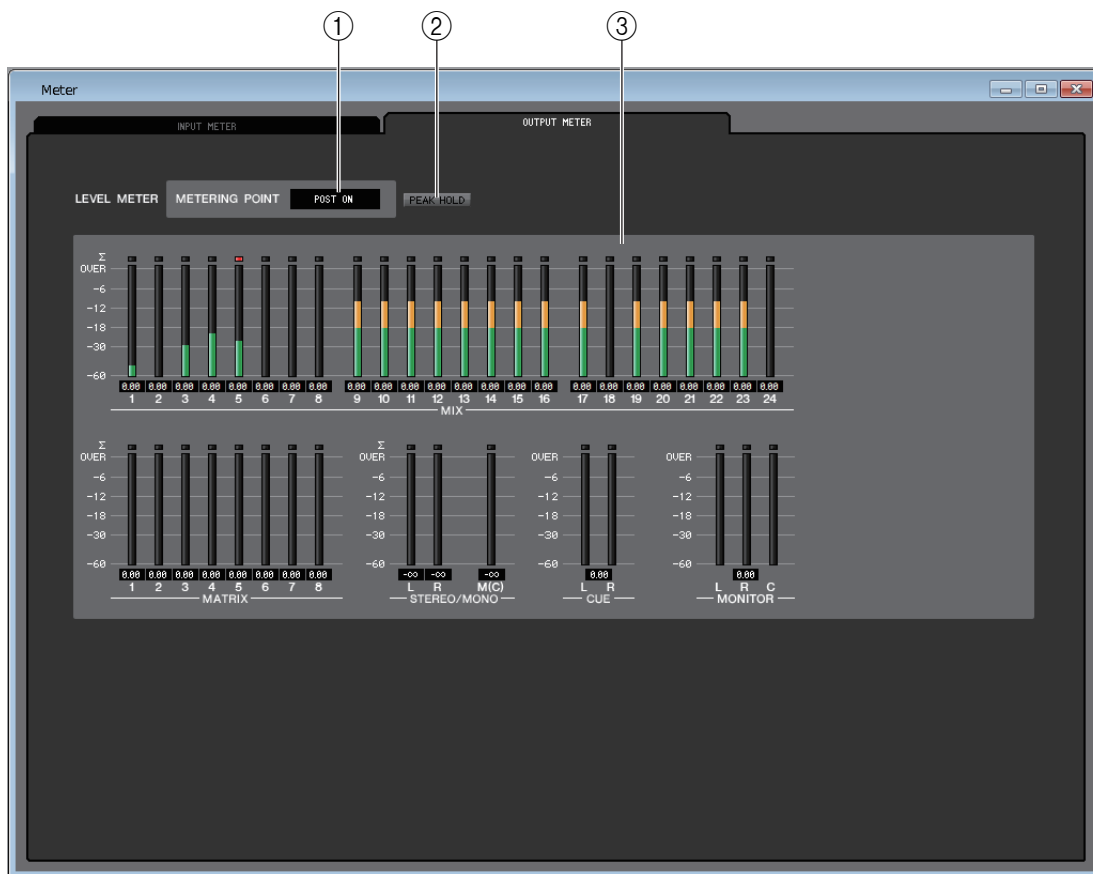 ① ② ③
Meter
INPUT METER OUTPUT METER
LEVEL METER METERING POINT POST ON PEAK HOLD
Σ
OVER
-6
-12
-18
-30
-60
0.00 0.00 0.00 0.00 0.00 0.00 0.00 0.00 0.00 0.00 0.00 0.00 0.00 0.00 0.00 0.00 0.00 0.00 0.00 0.00 0.00 0.00 0.00 0.00
1 2 3 4 5 6 7 8 9 10 11 12 13 14 15 16 17 18 19 20 21 22 23 24
MIX
Σ Σ
OVER OVER OVER OVER
-6 -6 -6 -6
-12 -12 -12 -12
-18 -18 -18 -18
-30 -30 -30 -30
-60 -60 -60 -60
0.00 0.00 0.00 0.00 0.00 0.00 0.00 0.00 -∞ -∞ -∞ 0.00 0.00
1 2 3 4 5 6 7 8 L R M(C) L R L R C
MATRIX STEREO/MONO CUE MONITOR